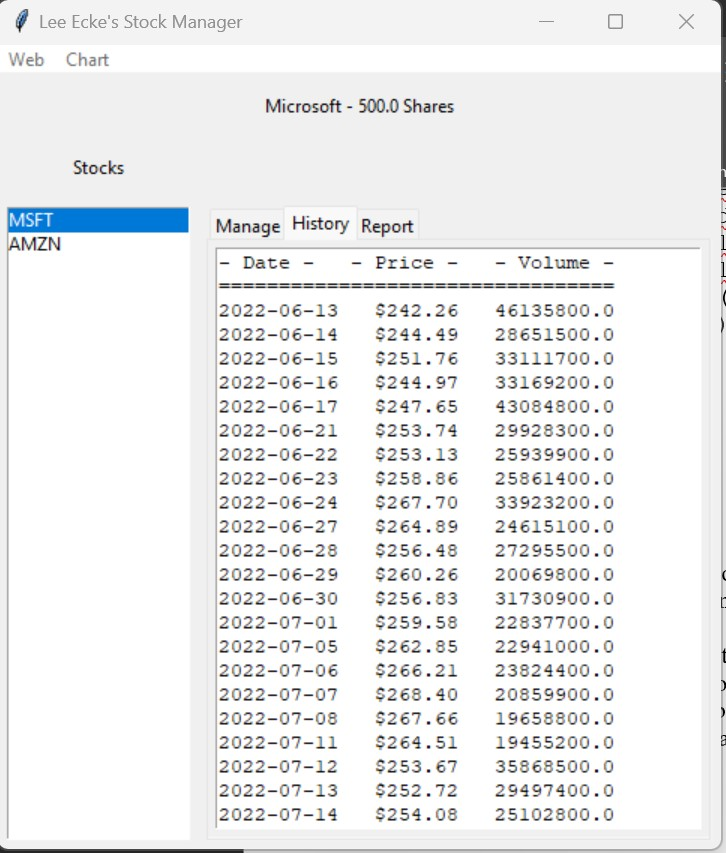 Lee Ecke's Stock Manager
Web Chart
Microsoft - 500.0 Shares
Stocks
MSFT
AMZN
Manage History Report
- Date -   - Price -   - Volume -
=================================
2022-06-13   $242.26   46135800.0
2022-06-14   $244.49   28651500.0
2022-06-15   $251.76   33111700.0
2022-06-16   $244.97   33169200.0
2022-06-17   $247.65   43084800.0
2022-06-21   $253.74   29928300.0
2022-06-22   $253.13   25939900.0
2022-06-23   $258.86   25861400.0
2022-06-24   $267.70   33923200.0
2022-06-27   $264.89   24615100.0
2022-06-28   $256.48   27295500.0
2022-06-29   $260.26   20069800.0
2022-06-30   $256.83   31730900.0
2022-07-01   $259.58   22837700.0
2022-07-05   $262.85   22941000.0
2022-07-06   $266.21   23824400.0
2022-07-07   $268.40   20859900.0
2022-07-08   $267.66   19658800.0
2022-07-11   $264.51   19455200.0
2022-07-12   $253.67   35868500.0
2022-07-13   $252.72   29497400.0
2022-07-14   $254.08   25102800.0